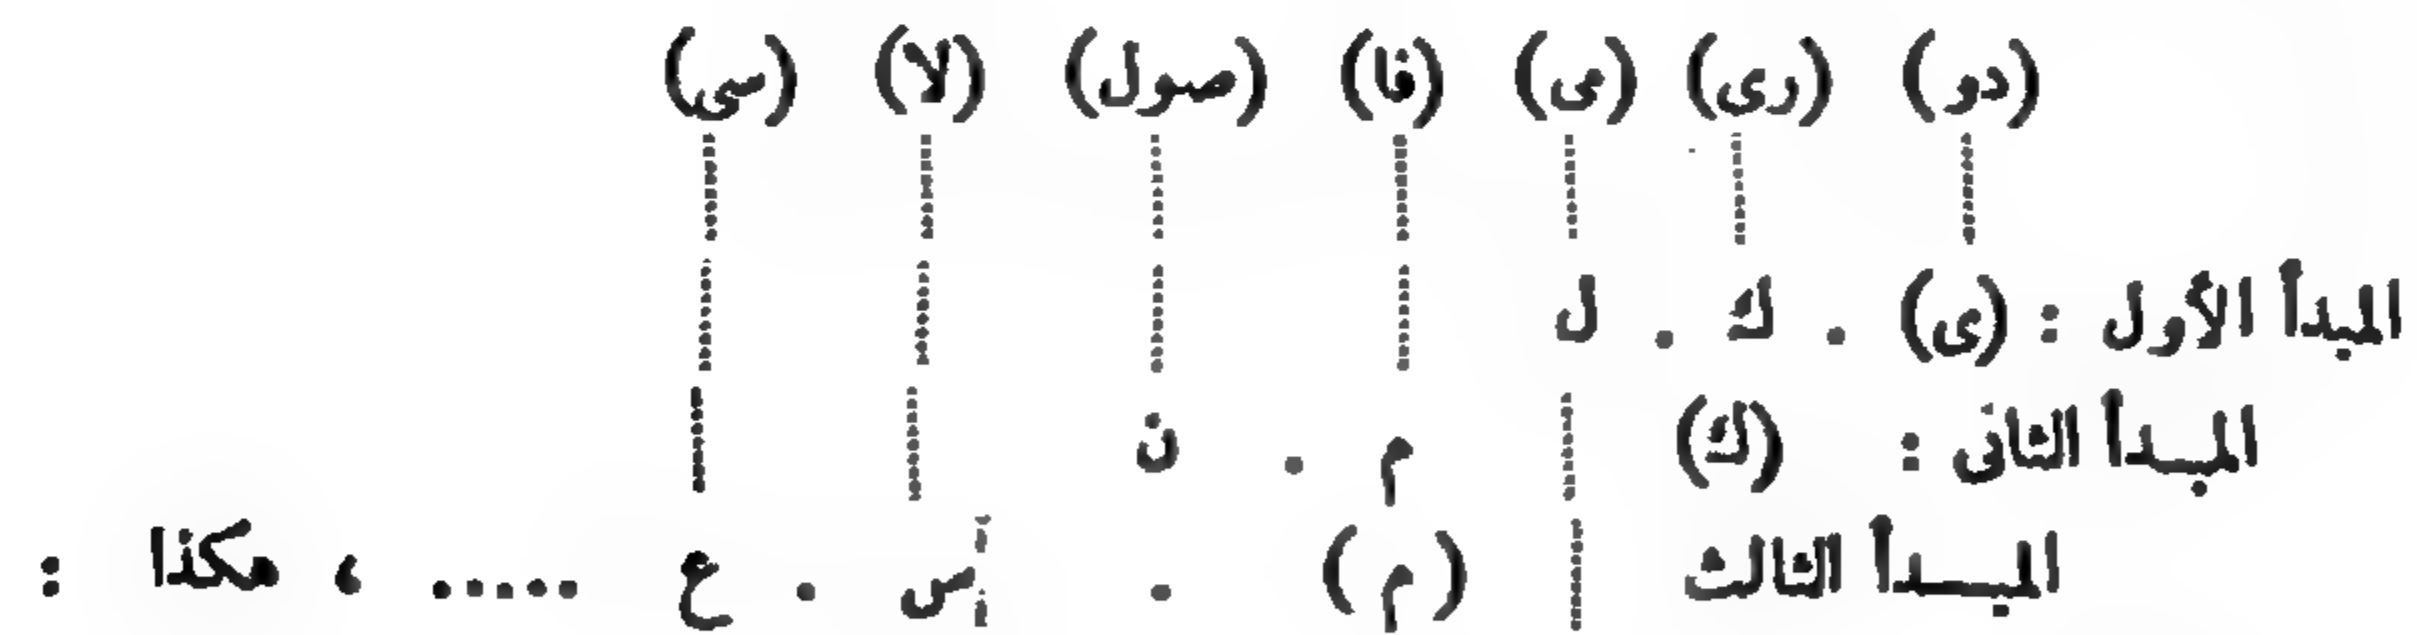 (دو) (رى) (مى) (فا) (صول) (لا) (سى)
المبدأ الأول : (ى) . ك . ل
المبدأ الثانى : (ك) م . ن
المبدأ الثالث (م) . س . ع ..... ، هكذا :